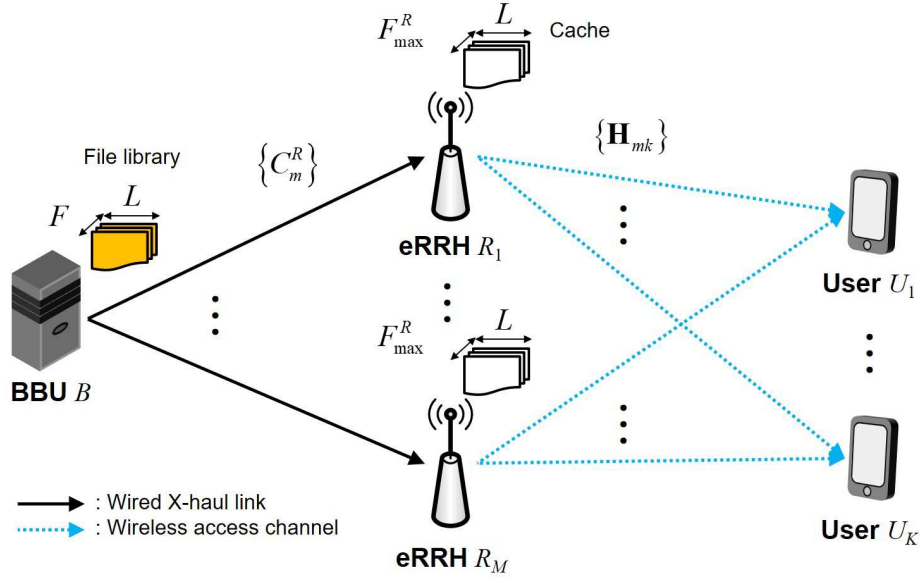 F^R_max
L
Cache
{C^R_m}
{H_mk}
File library
F
L
eRRH R_1
User U_1
F^R_max
L
BBU B
: Wired X-haul link
: Wireless access channel
eRRH R_M
User U_K